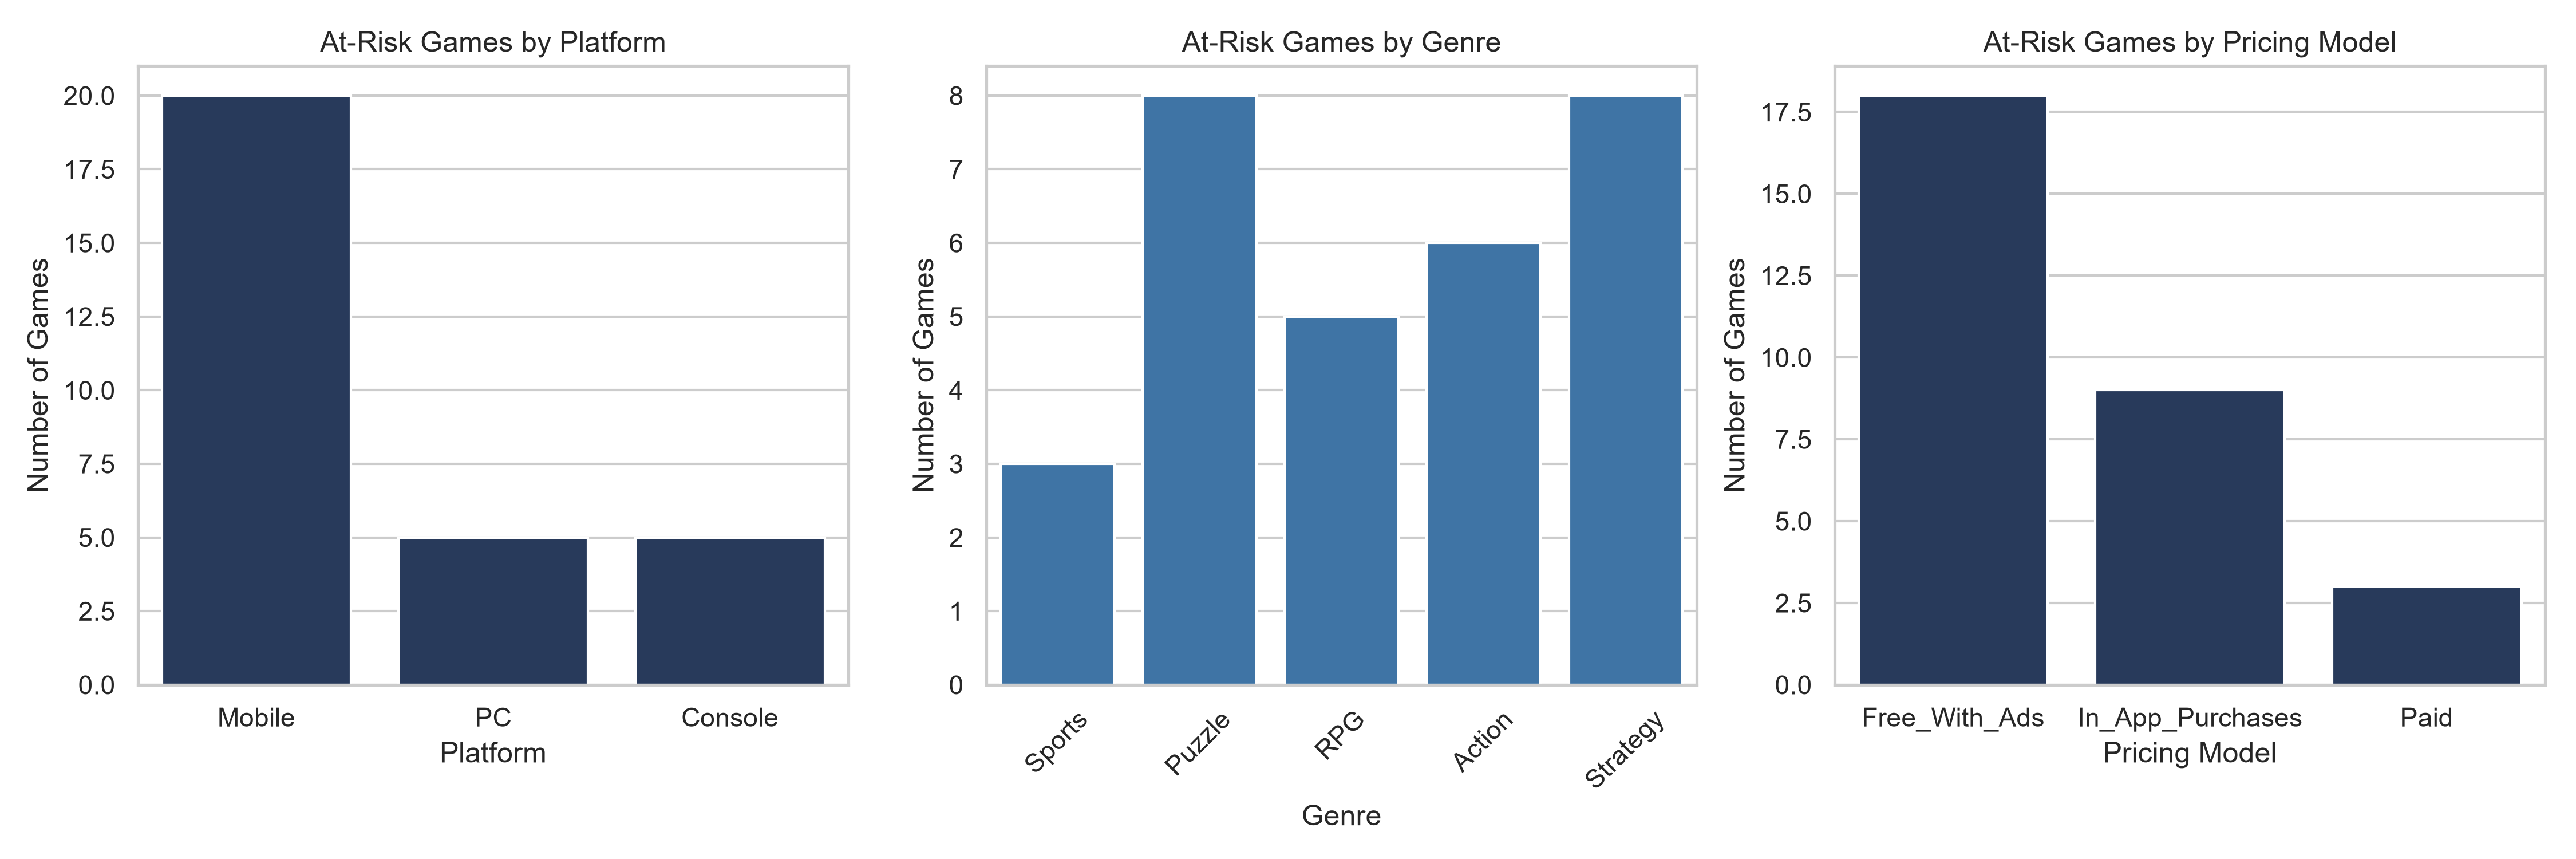 At-Risk Games by Platform
20.0
17.5
15.0
12.5
10.0
7.5
5.0
2.5
0.0
Number of Games
Mobile PC Console
Platform
At-Risk Games by Genre
8
7
6
5
4
3
2
1
0
Number of Games
Sports Puzzle RPG Action Strategy
Genre
At-Risk Games by Pricing Model
17.5
15.0
12.5
10.0
7.5
5.0
2.5
0.0
Number of Games
Free_With_Ads In_App_Purchases Paid
Pricing Model